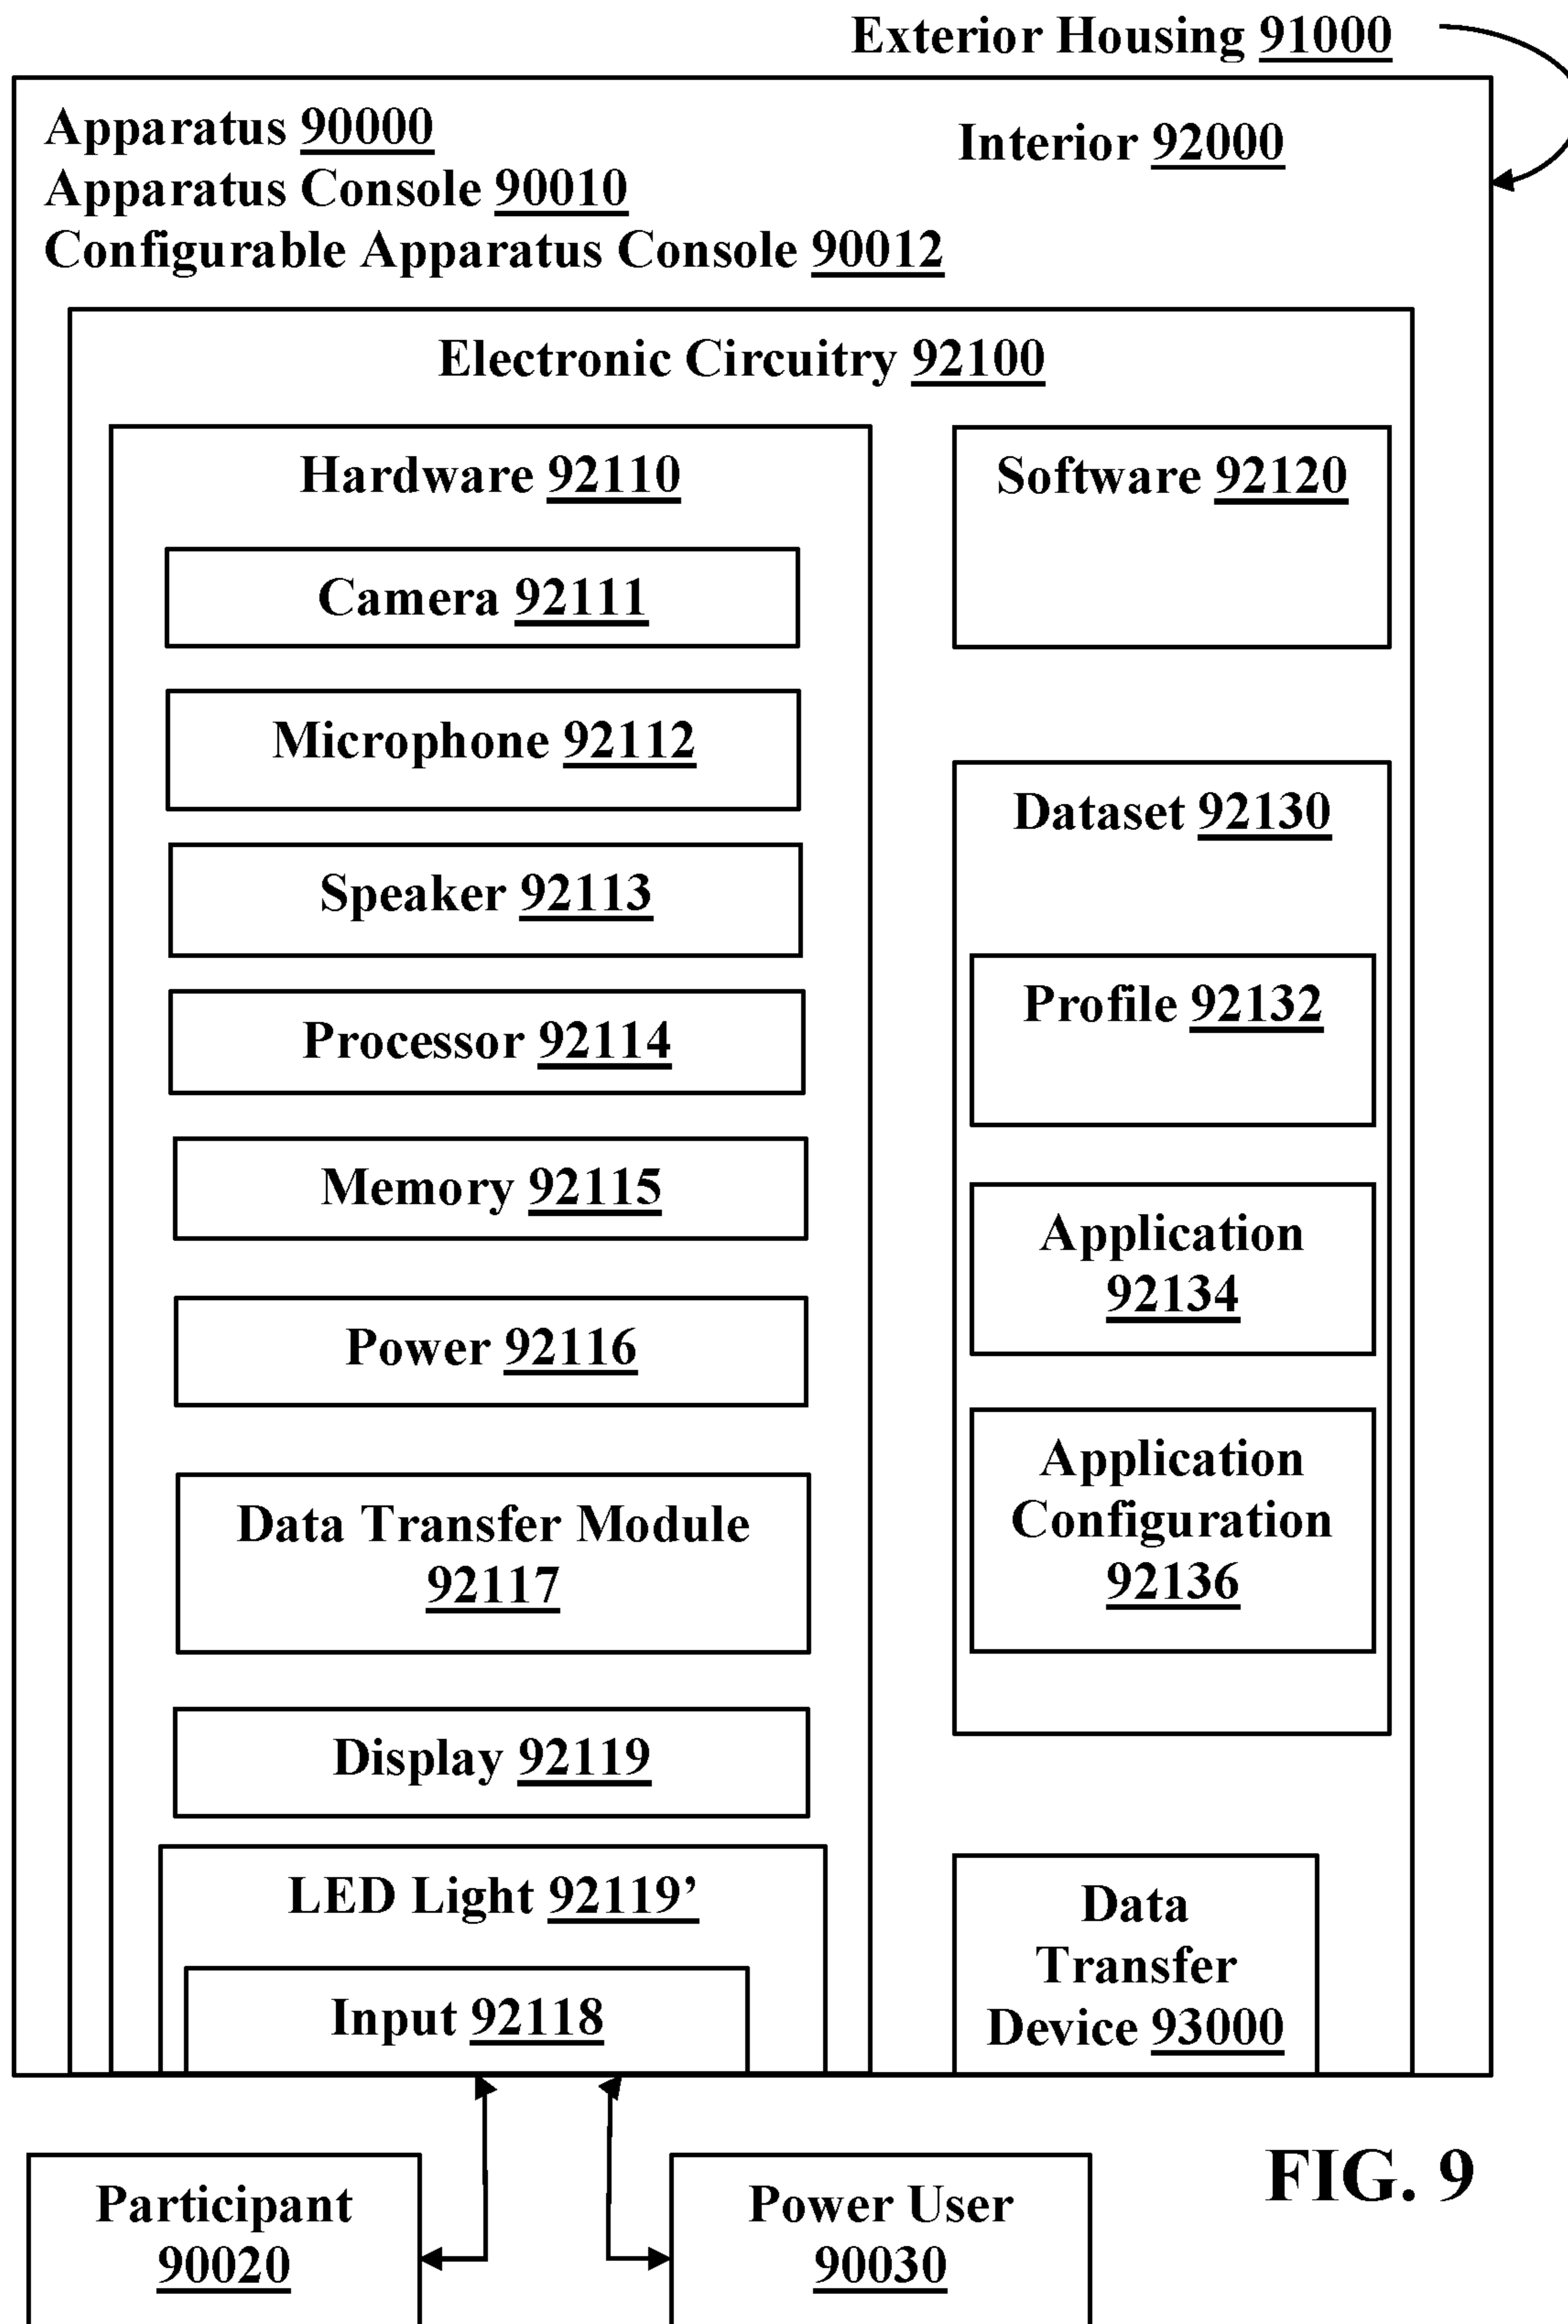 Exterior Housing 91000
Apparatus 90000
Interior 92000
Apparatus Console 90010
Configurable Apparatus Console 90012
Electronic Circuitry 92100
Hardware 92110
Camera 92111
Microphone 92112
Speaker 92113
Processor 92114
Memory 92115
Power 92116
Data Transfer Module
92117
Display 92119
LED Light 92119’
Input 92118
Software 92120
Dataset 92130
Profile 92132
Application
92134
Application
Configuration
92136
Data
Transfer
Device 93000
Participant
90020
Power User
90030
FIG. 9